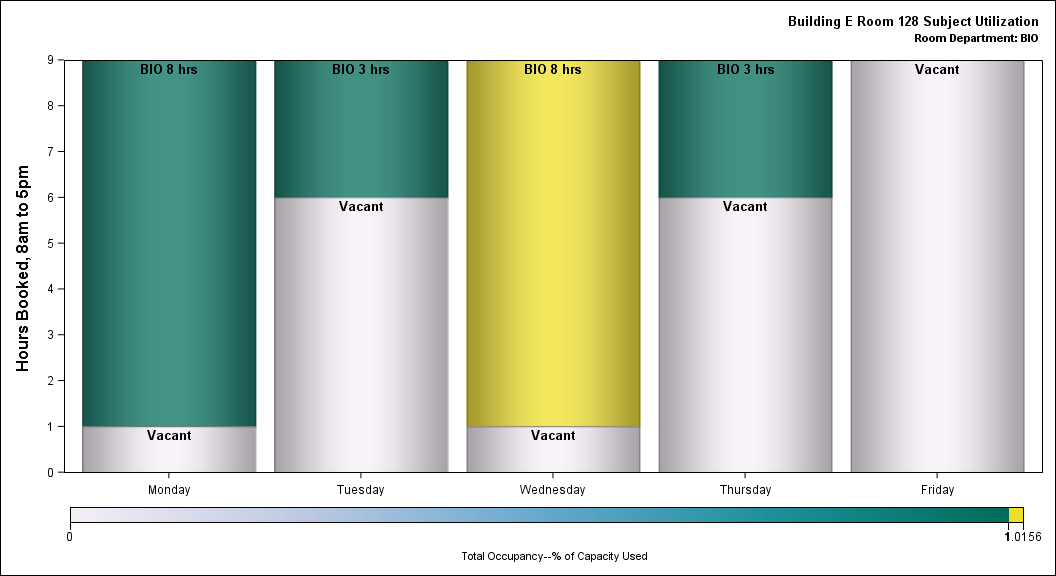 Building E Room 128 Subject Utilization
Room Department: BIO
Hours Booked, 8am to 5pm
9
8
7
6
5
4
3
2
1
0
BIO 8 hrs
BIO 3 hrs
BIO 8 hrs
BIO 3 hrs
Vacant
Vacant
Vacant
Vacant
Vacant
Monday
Tuesday
Wednesday
Thursday
Friday
0
1.0156
Total Occupancy--% of Capacity Used